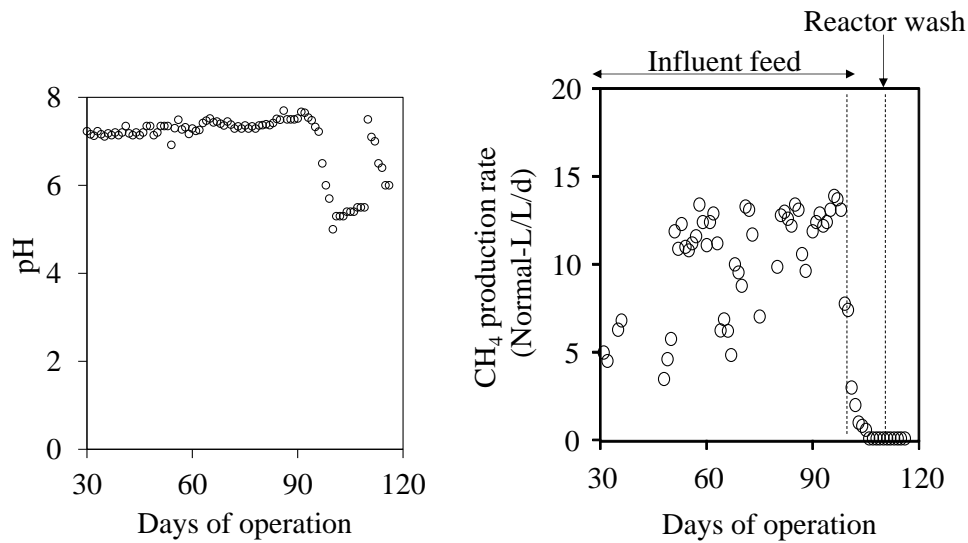 Reactor wash
Influent feed
8
6
4
2
0
pH
30
60
90
120
Days of operation
20
15
10
5
0
CH4 production rate
(Normal-L/L/d)
30
60
90
120
Days of operation